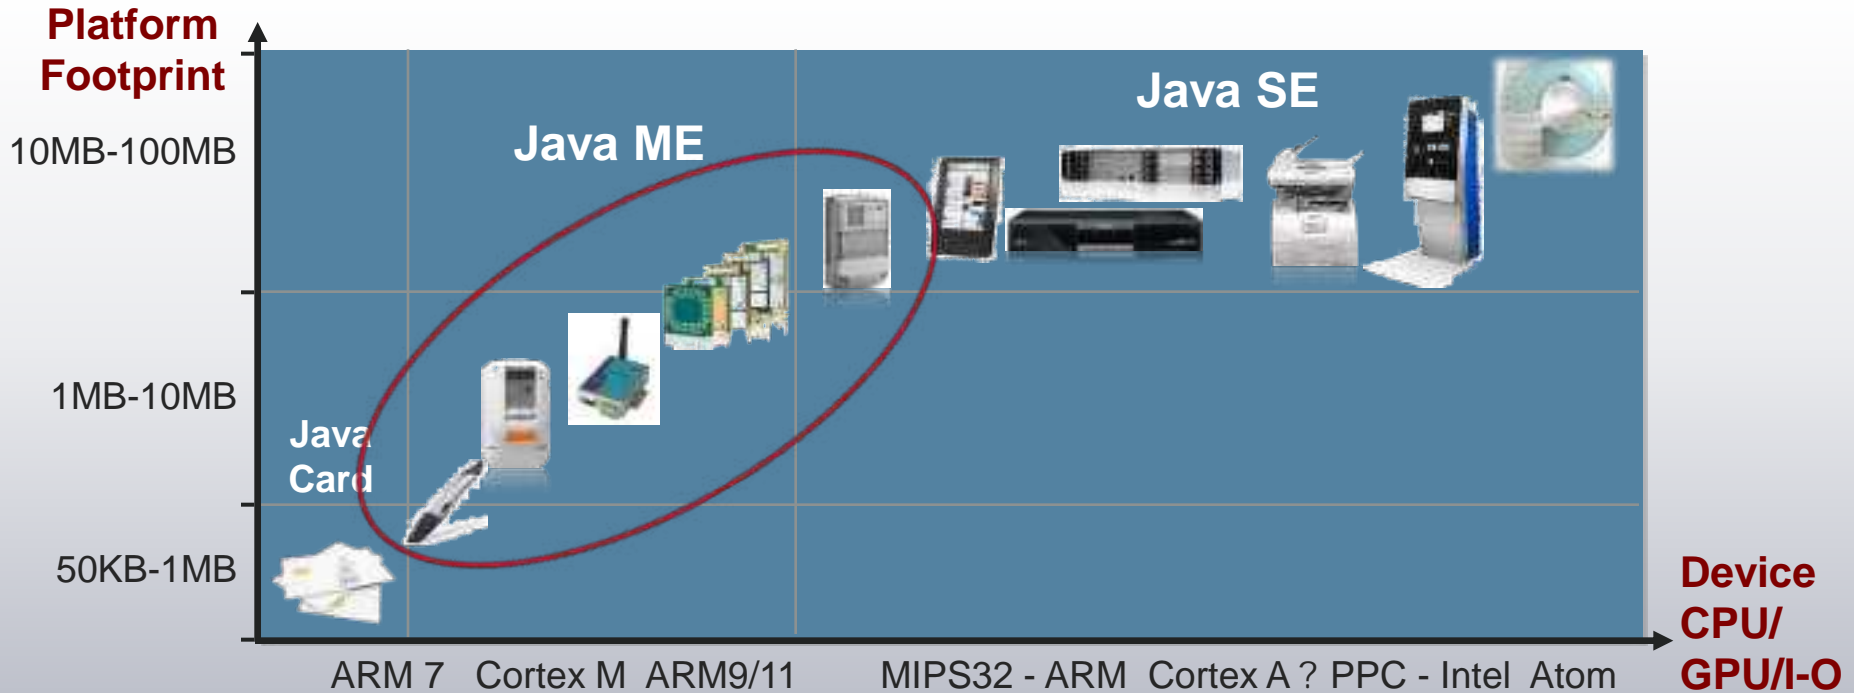 Platform
Footprint
Java SE
Java ME
10MB-100MB
1MB-10MB
Java
Card
50KB-1MB
Device
CPU/
GPU/I-O
ARM 7 Cortex M ARM9/11 MIPS32 - ARM Cortex A ? PPC - Intel Atom